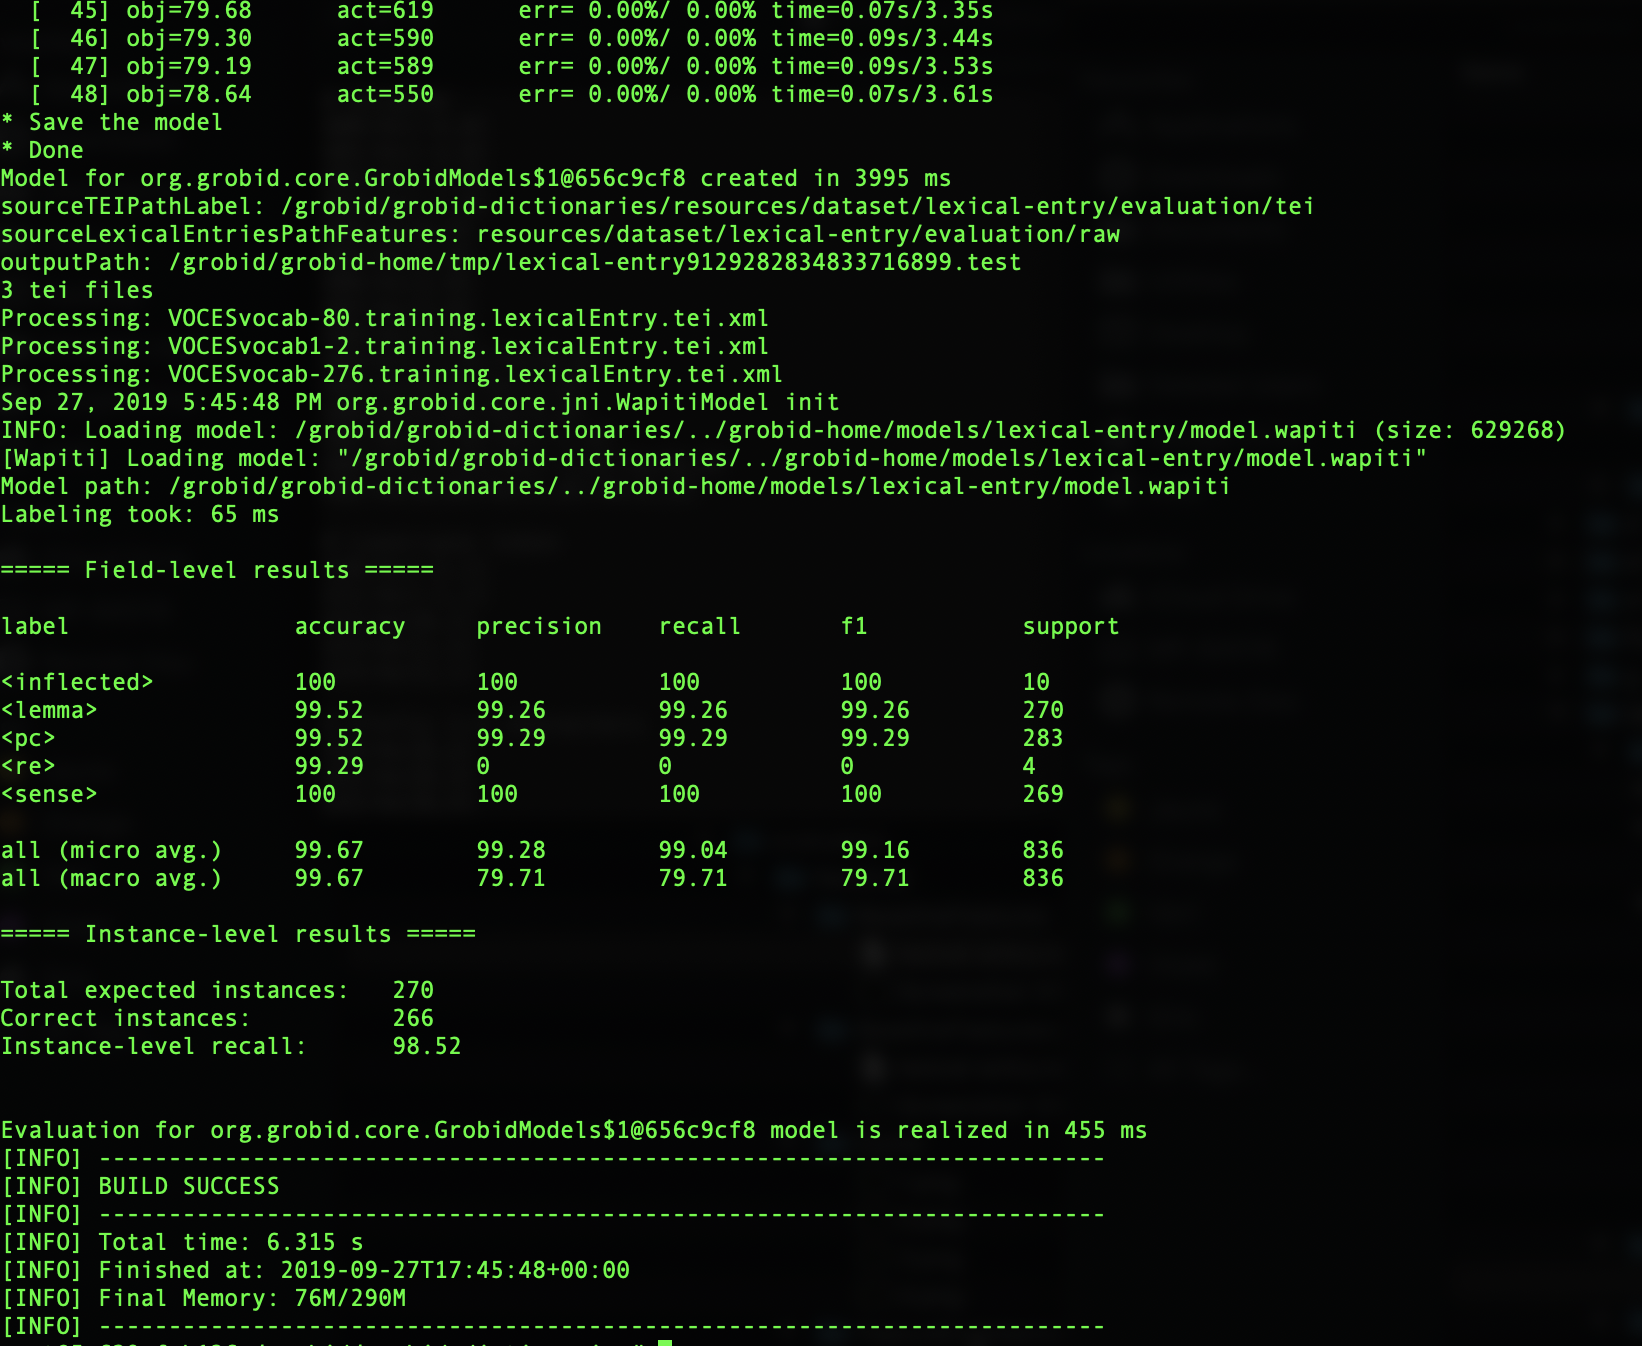 [  45] obj=79.68      act=619      err= 0.00%/ 0.00% time=0.07s/3.35s
[  46] obj=79.30      act=590      err= 0.00%/ 0.00% time=0.09s/3.44s
[  47] obj=79.19      act=589      err= 0.00%/ 0.00% time=0.09s/3.53s
[  48] obj=78.64      act=550      err= 0.00%/ 0.00% time=0.07s/3.61s
* Save the model
* Done
Model for org.grobid.core.GrobidModels$1@656c9cf8 created in 3995 ms
sourceTEIPathLabel: /grobid/grobid-dictionaries/resources/dataset/lexical-entry/evaluation/tei
sourceLexicalEntriesPathFeatures: resources/dataset/lexical-entry/evaluation/raw
outputPath: /grobid/grobid-home/tmp/lexical-entry9129282834833716899.test
3 tei files
Processing: VOCESvocab-80.training.lexicalEntry.tei.xml
Processing: VOCESvocab1-2.training.lexicalEntry.tei.xml
Processing: VOCESvocab-276.training.lexicalEntry.tei.xml
Sep 27, 2019 5:45:48 PM org.grobid.core.jni.WapitiModel init
INFO: Loading model: /grobid/grobid-dictionaries/../grobid-home/models/lexical-entry/model.wapiti (size: 629268)
[Wapiti] Loading model: "/grobid/grobid-dictionaries/../grobid-home/models/lexical-entry/model.wapiti"
Model path: /grobid/grobid-dictionaries/../grobid-home/models/lexical-entry/model.wapiti
Labeling took: 65 ms
===== Field-level results =====
label                accuracy     precision    recall       f1           support
<inflected>          100          100          100          100          10
<lemma>              99.52        99.26        99.26        99.26        270
<pc>                 99.52        99.29        99.29        99.29        283
<re>                 99.29        0            0            0            4
<sense>              100          100          100          100          269
all (micro avg.)     99.67        99.28        99.04        99.16        836
all (macro avg.)     99.67        79.71        79.71        79.71        836
===== Instance-level results =====
Total expected instances:   270
Correct instances:          266
Instance-level recall:      98.52
Evaluation for org.grobid.core.GrobidModels$1@656c9cf8 model is realized in 455 ms
[INFO] ------------------------------------------------------------------------
[INFO] BUILD SUCCESS
[INFO] ------------------------------------------------------------------------
[INFO] Total time: 6.315 s
[INFO] Finished at: 2019-09-27T17:45:48+00:00
[INFO] Final Memory: 76M/290M
[INFO] ------------------------------------------------------------------------